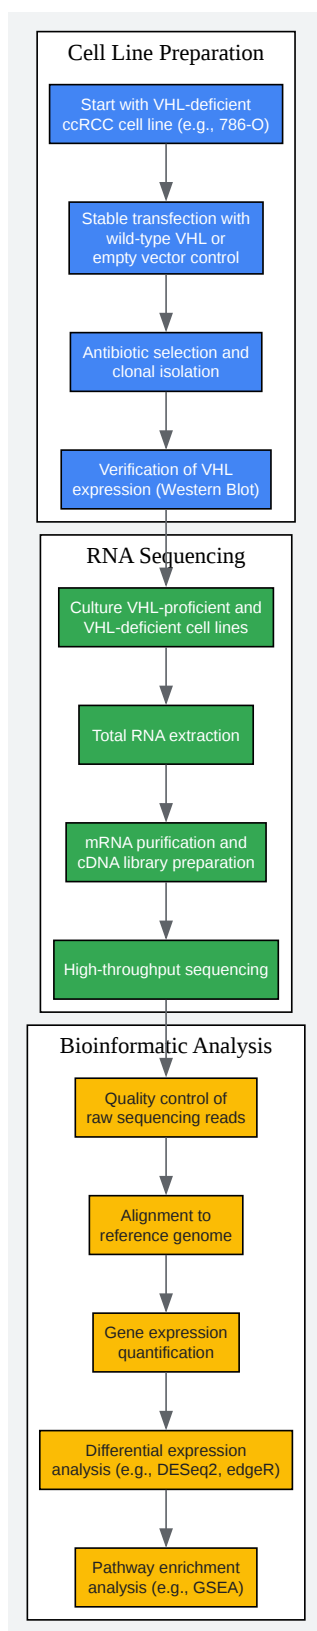 Cell Line Preparation
Start with VHL-deficient
ccRCC cell line (e.g., 786-O)
Stable transfection with
wild-type VHL or
empty vector control
Antibiotic selection and
clonal isolation
Verification of VHL
expression (Western Blot)
RNA Sequencing
Culture VHL-proficient and
VHL-deficient cell lines
Total RNA extraction
mRNA purification and
cDNA library preparation
High-throughput sequencing
Bioinformatic Analysis
Quality control of
raw sequencing reads
Alignment to
reference genome
Gene expression
quantification
Differential expression
analysis (e.g., DESeq2, edgeR)
Pathway enrichment
analysis (e.g., GSEA)